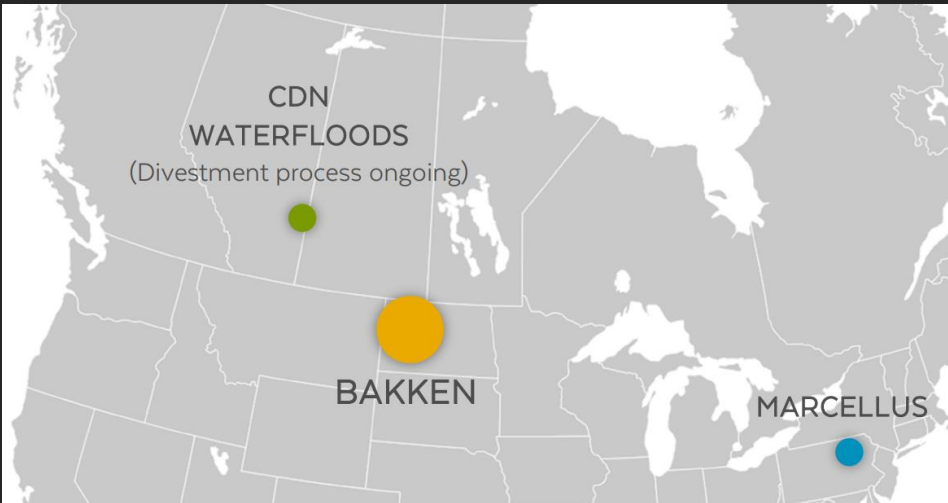 CDN
WATERFLOODS
(Divestment process ongoing)
BAKKEN
MARCELLUS